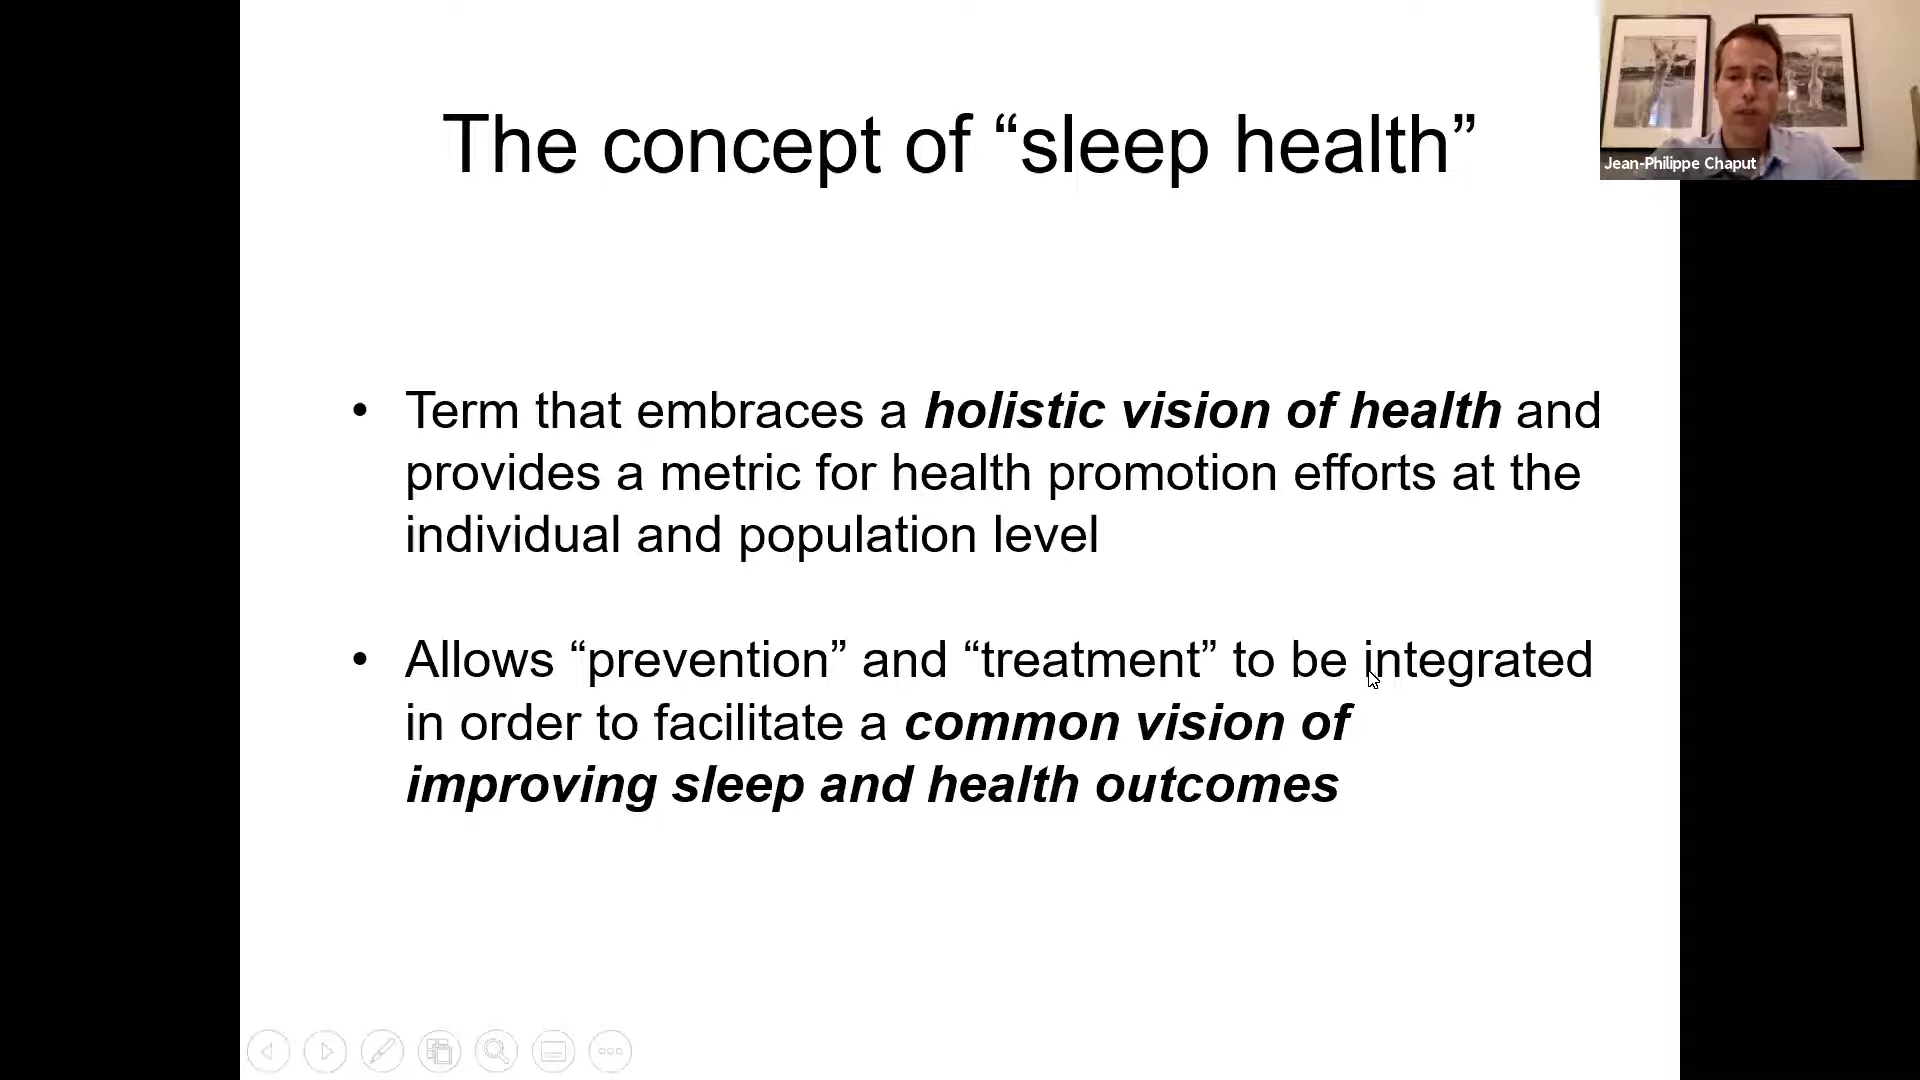 The concept of “sleep health”
Jean-Philippe Chaput
• Term that embraces a holistic vision of health and
provides a metric for health promotion efforts at the
individual and population level
• Allows “prevention” and “treatment” to be integrated
in order to facilitate a common vision of
improving sleep and health outcomes